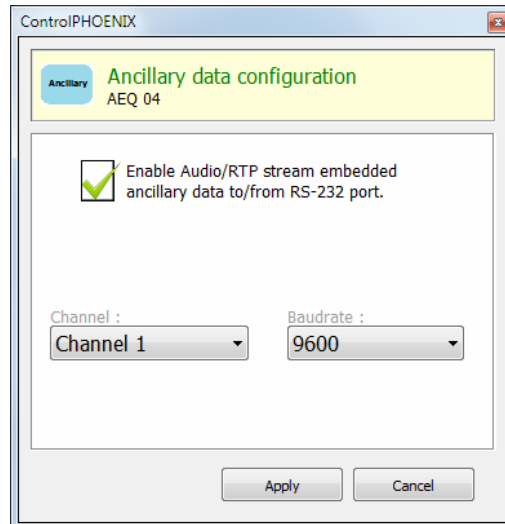 ControlPHOENIX
Ancillary
Ancillary data configuration
AEQ 04
Enable Audio/RTP stream embedded
ancillary data to/from RS-232 port.
Channel :
Baudrate :
Channel 1
9600
Apply
Cancel